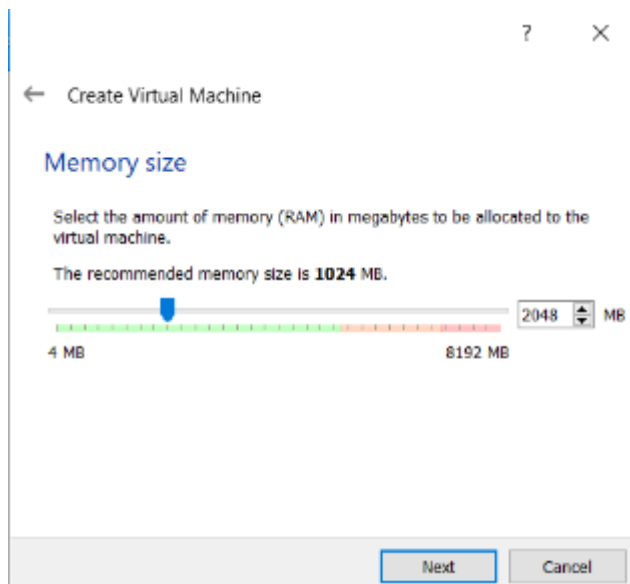 ?
Create Virtual Machine
Memory size
Select the amount of memory (RAM) in megabytes to be allocated to the
virtual machine.
The recommended memory size is 1024 MB.
2048 MB
4 MB 8192 MB
Next Cancel